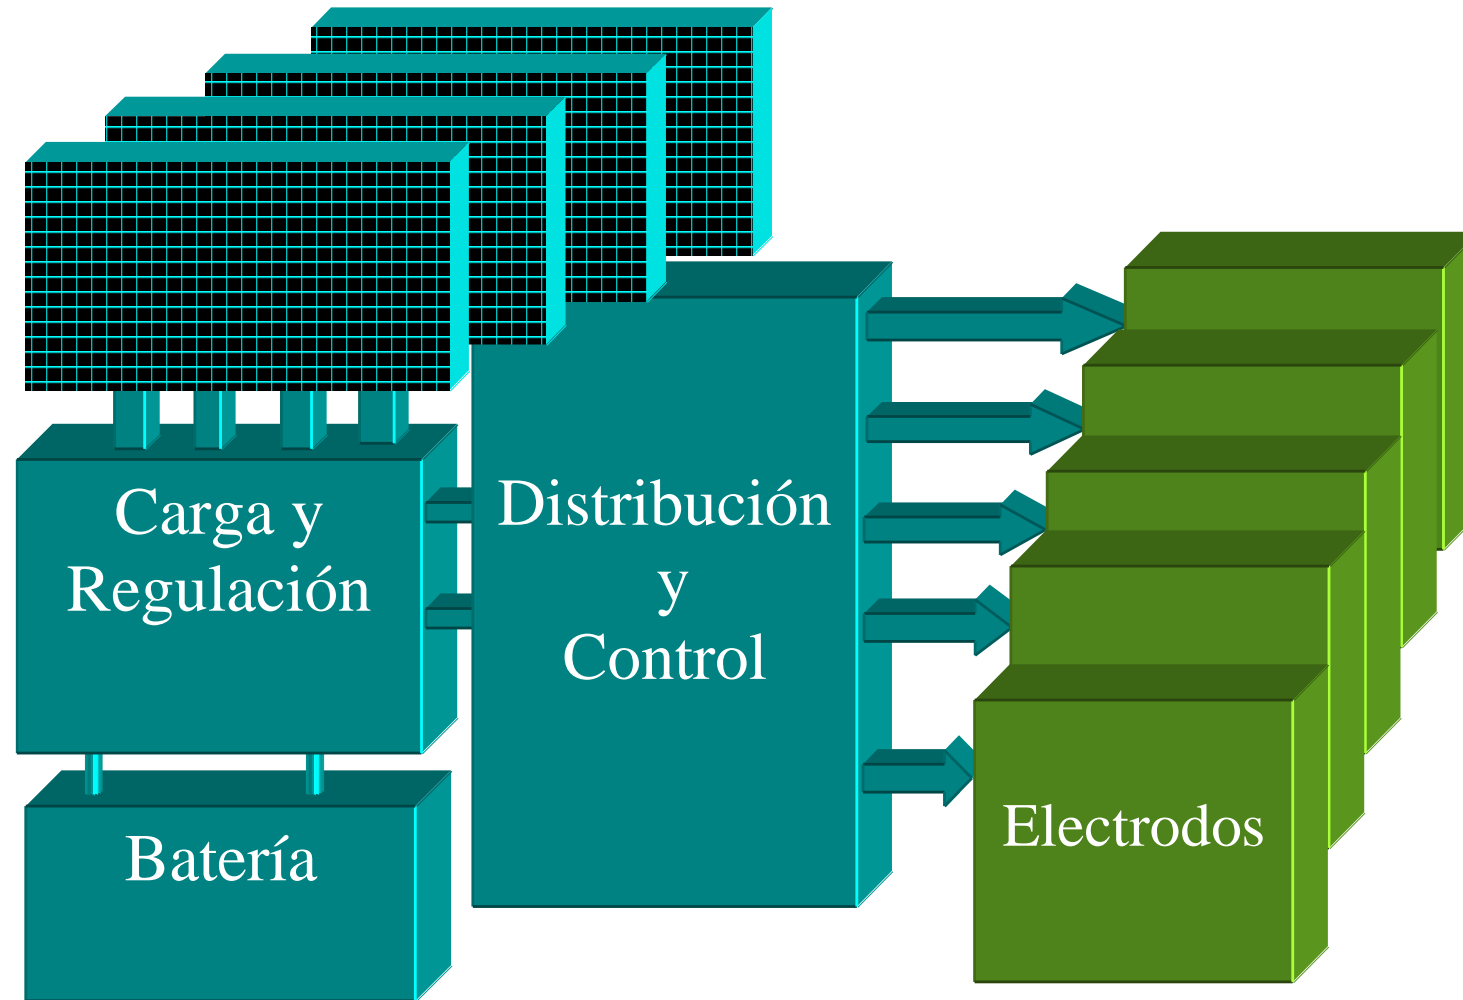 Carga y
Regulación
Distribución
y
Control
Batería
Electrodos